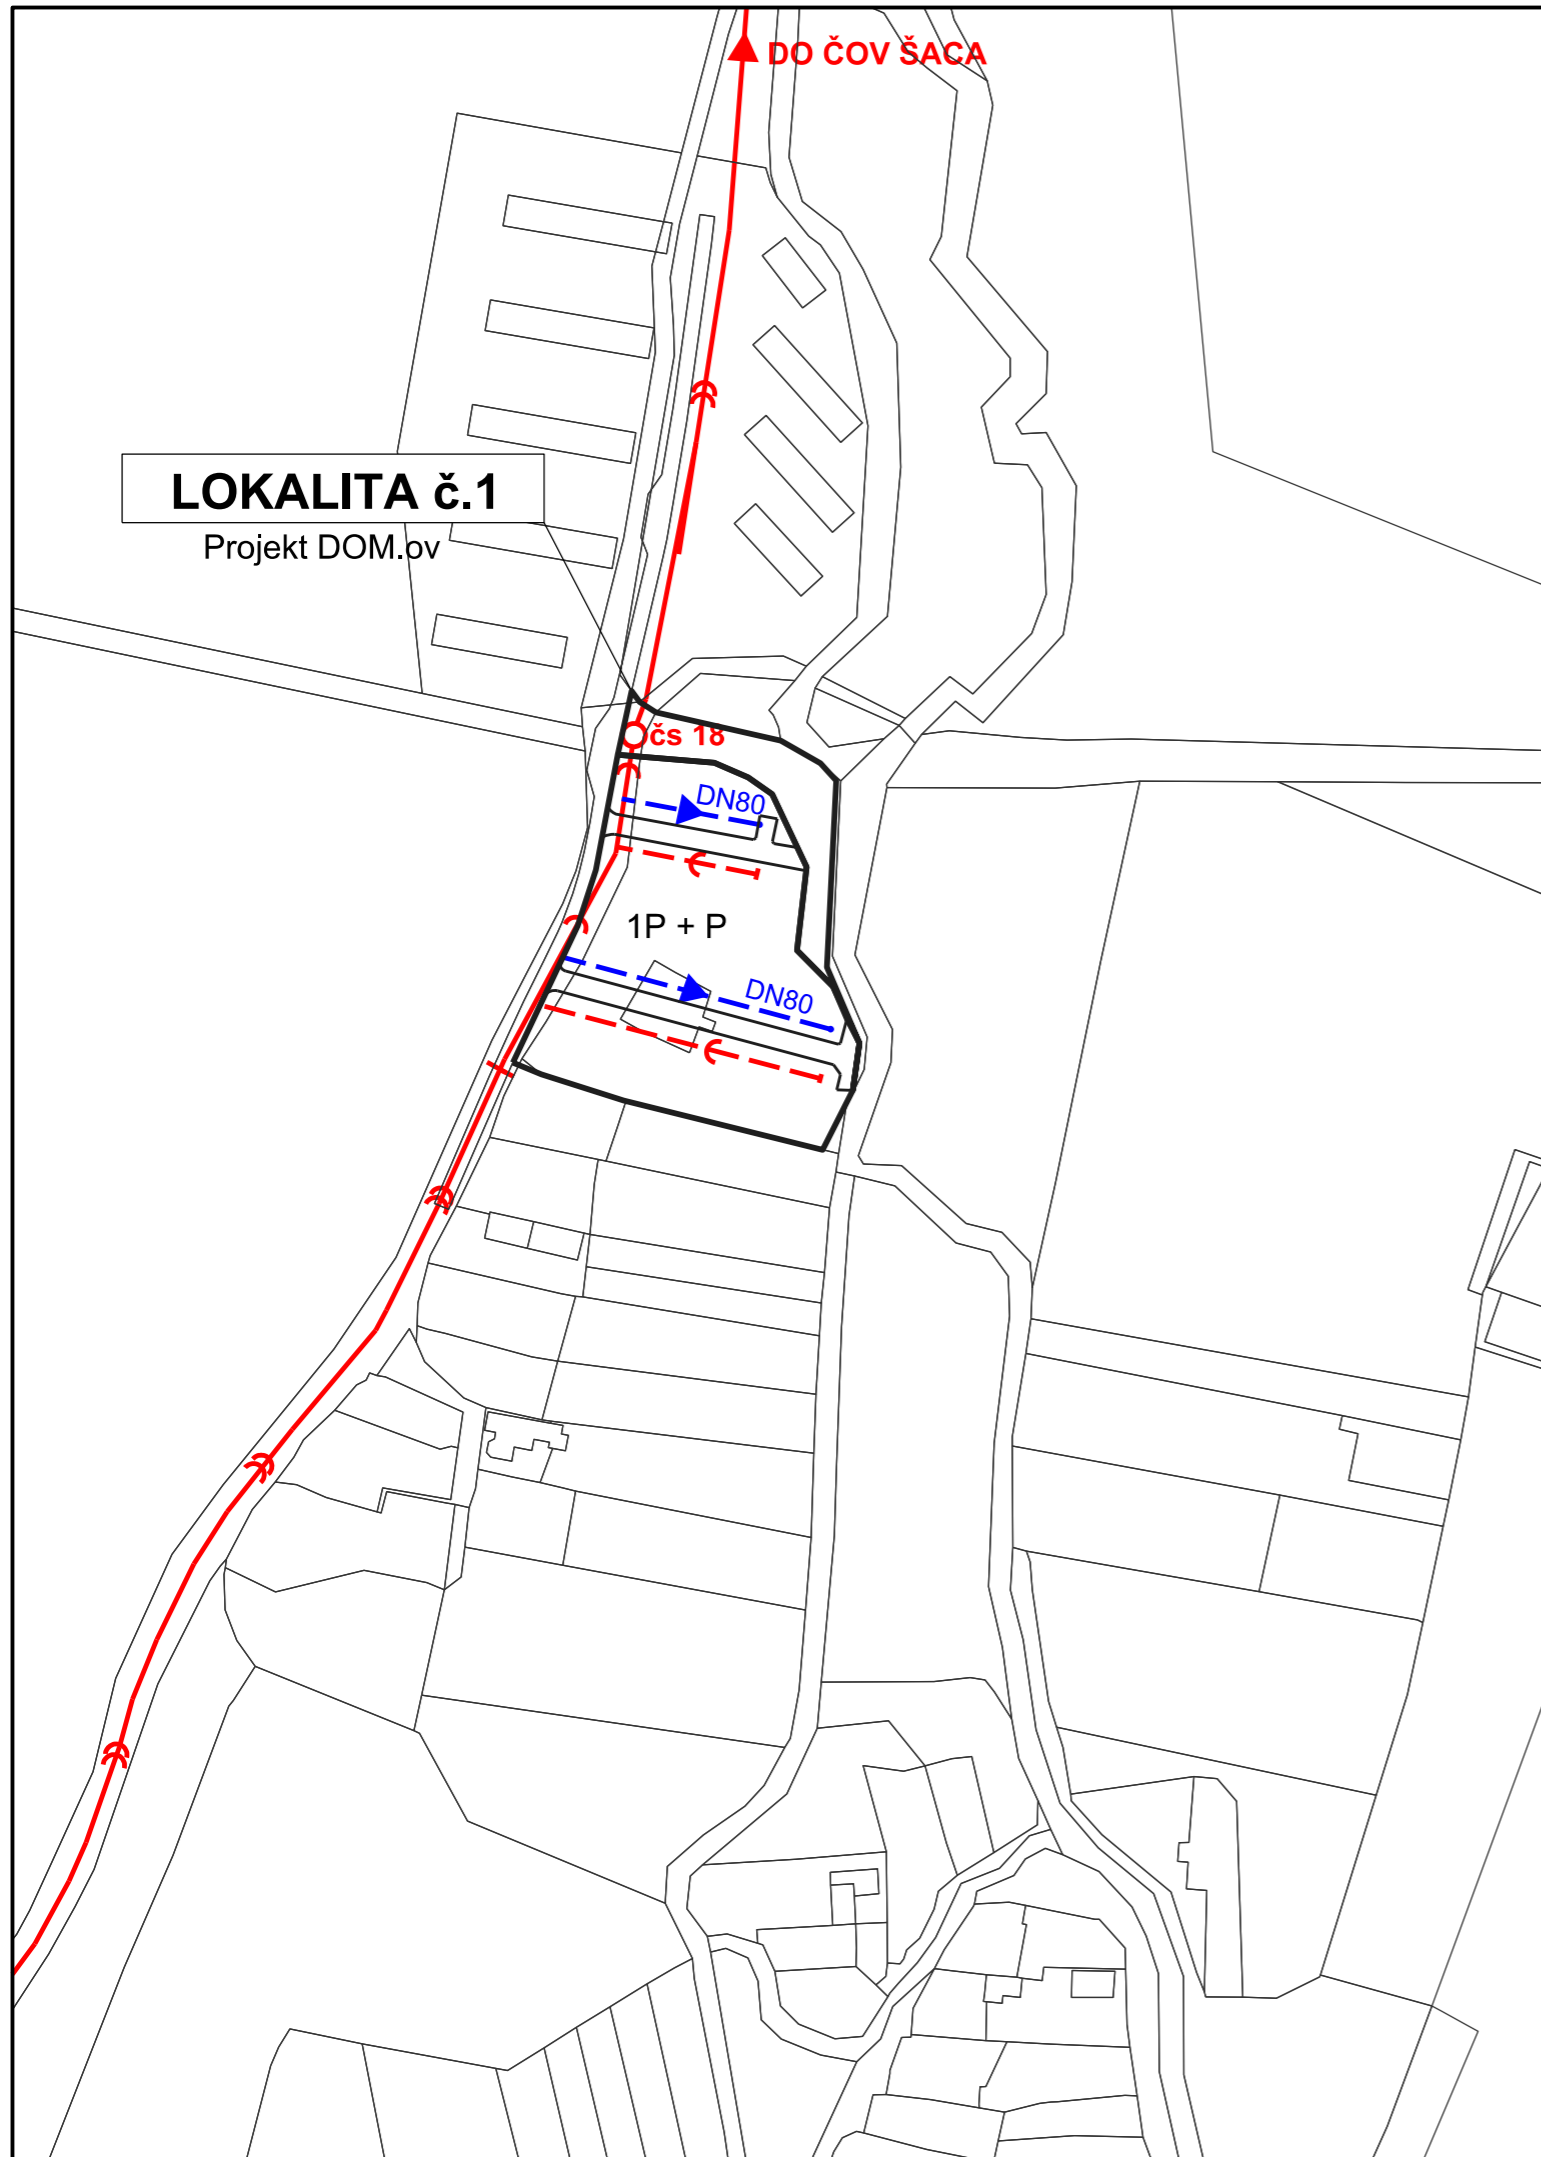 DO ČOV ŠACA
LOKALITA č.1
Projekt DOM.ov
čs 18
DN80
1P + P
DN80